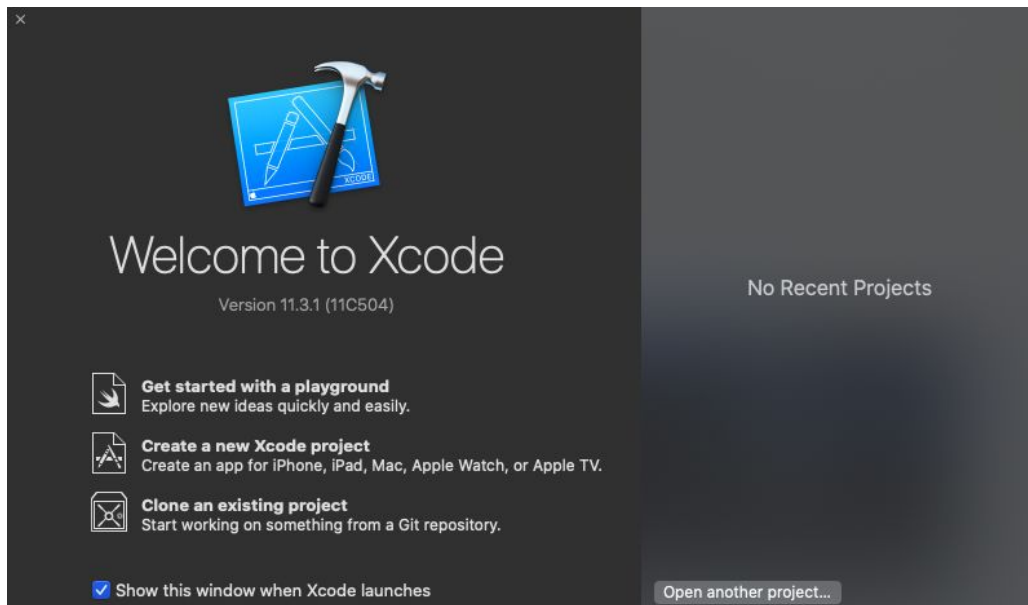 XCODE
Welcome to Xcode
Version 11.3.1 (11C504)
Get started with a playground
Explore new ideas quickly and easily.
Create a new Xcode project
Create an app for iPhone, iPad, Mac, Apple Watch, or Apple TV.
Clone an existing project
Start working on something from a Git repository.
Show this window when Xcode launches
No Recent Projects
Open another project...